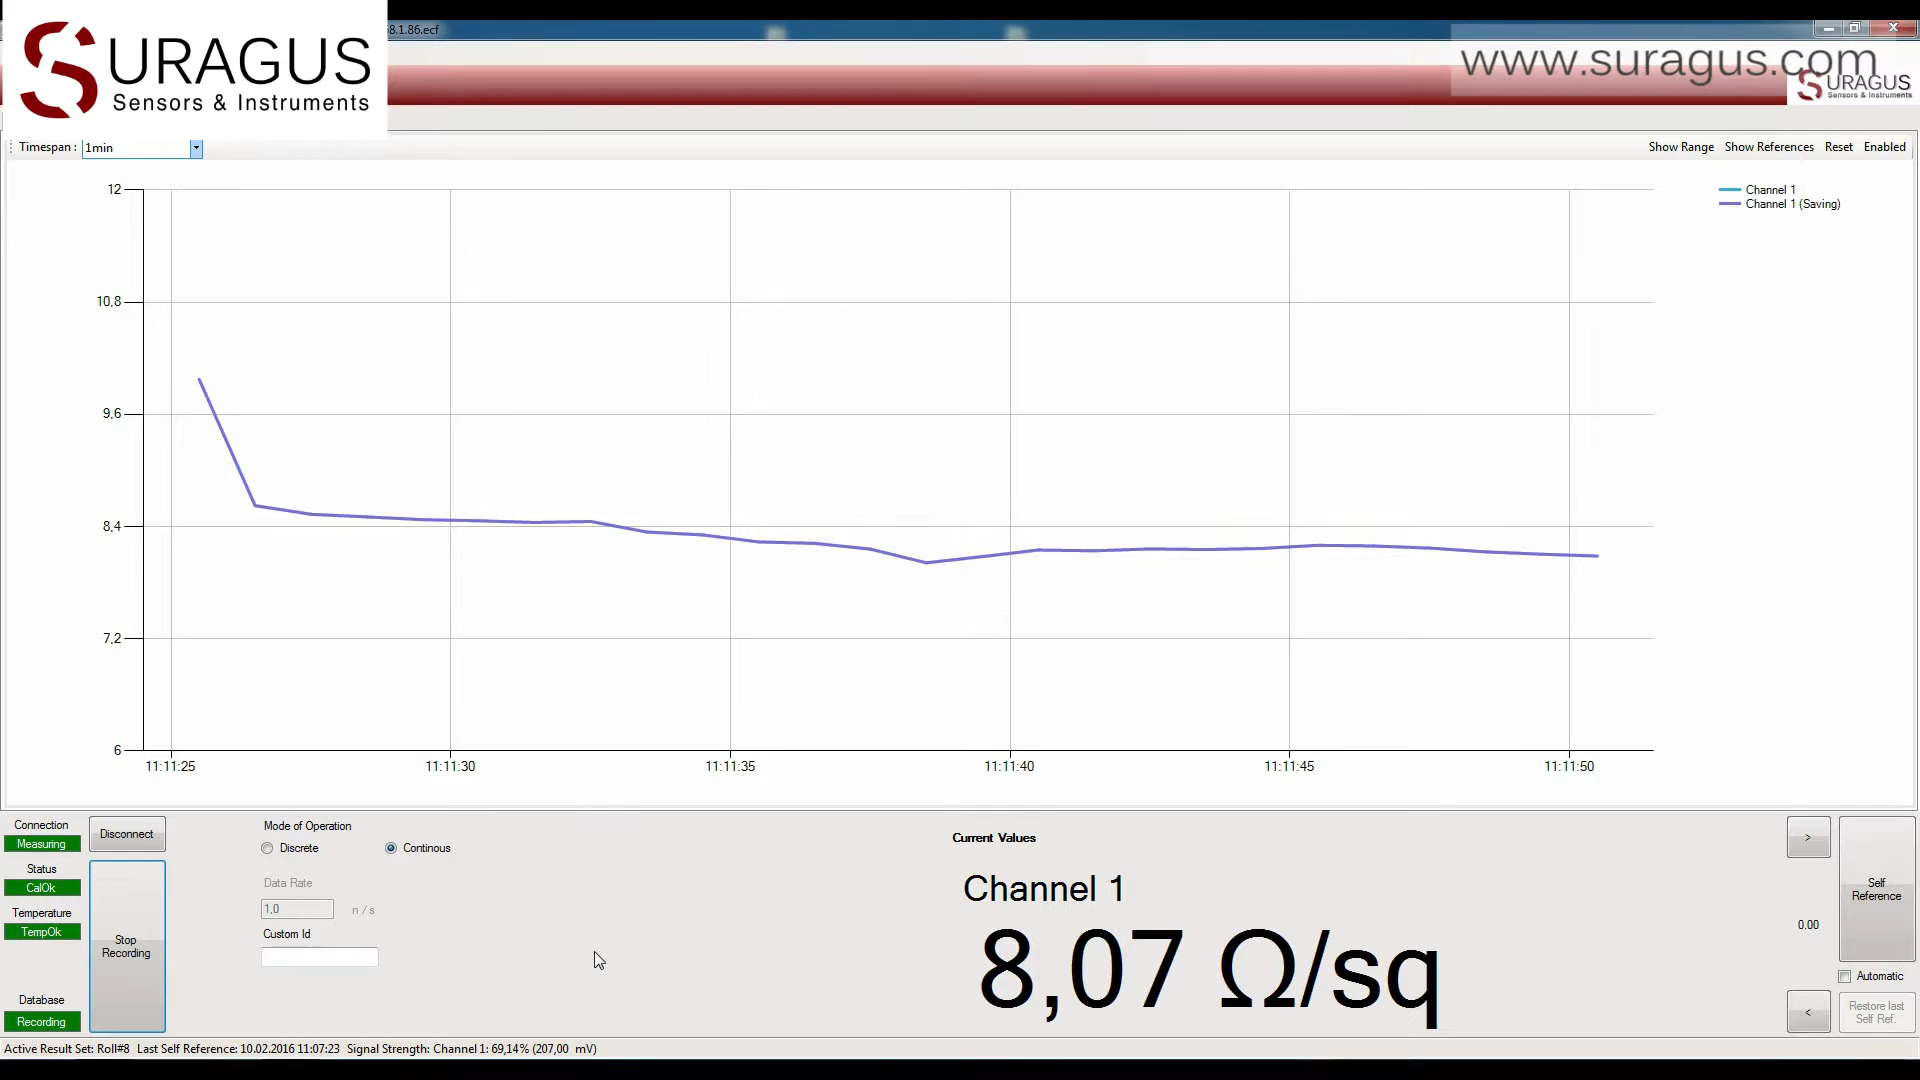 SURAGUS
Sensors & Instruments
8.1.86.ecf
www.suragus.com
SURAGUS
Sensors & Instruments
Timespan : 1min
Show Range Show References Reset Enabled
Channel 1
Channel 1 (Saving)
12
10,8
9,6
8,4
7,2
6
11:11:25 11:11:30 11:11:35 11:11:40 11:11:45 11:11:50
Connection
Measuring
Disconnect
Status
CalOk
Temperature
TempOk
Stop
Recording
Database
Recording
Mode of Operation
Discrete Continous
Data Rate
1,0 n / s
Custom Id
Current Values
Channel 1
8,07 Ω/sq
>
0.00
<
Self
Reference
Automatic
Restore last
Self Ref.
Active Result Set: Roll#8 Last Self Reference: 10.02.2016 11:07:23 Signal Strength: Channel 1: 69,14% (207,00 mV)